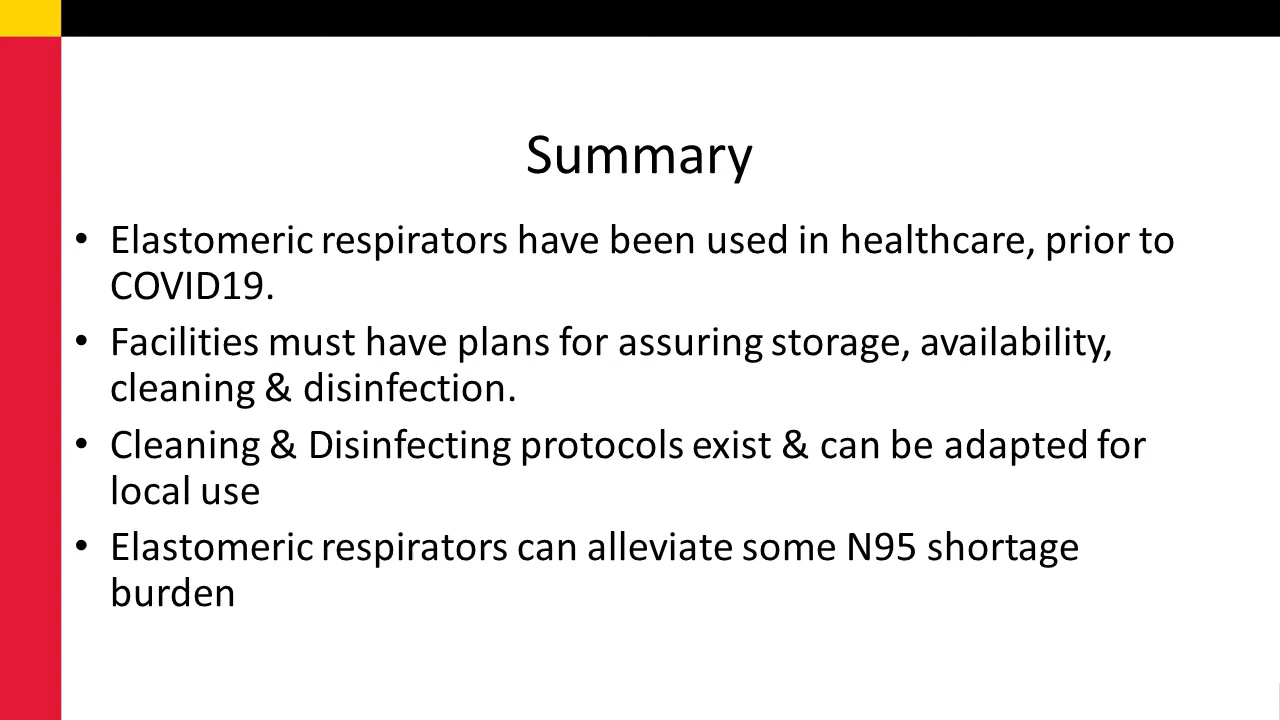 Summary
• Elastomeric respirators have been used in healthcare, prior to
COVID19.
• Facilities must have plans for assuring storage, availability,
cleaning & disinfection.
• Cleaning & Disinfecting protocols exist & can be adapted for
local use
• Elastomeric respirators can alleviate some N95 shortage
burden